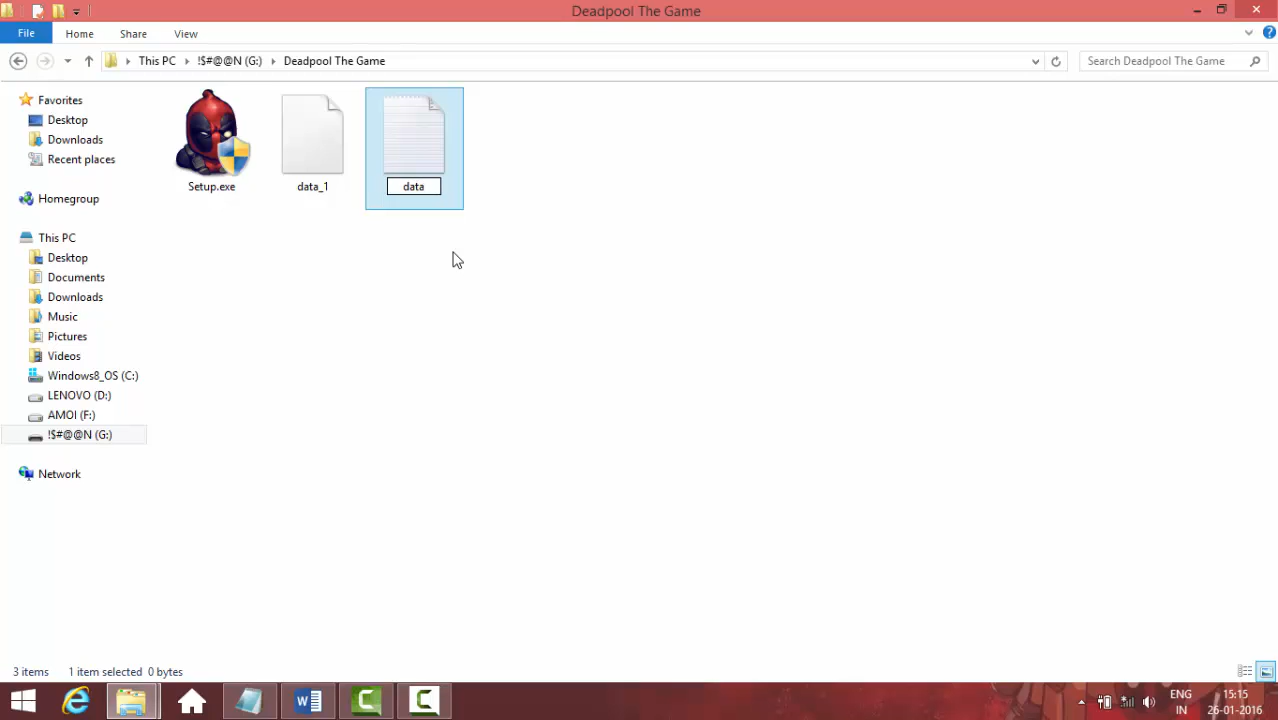 Deadpool The Game
File Home Share View
This PC !$#@@N (G:) Deadpool The Game
Search Deadpool The Game
Favorites
Desktop
Downloads
Recent places
Homegroup
This PC
Desktop
Documents
Downloads
Music
Pictures
Videos
Windows8_OS (C:)
LENOVO (D:)
AMOI (F:)
!$#@@N (G:)
Network
Setup.exe data_1 data
3 items 1 item selected 0 bytes
ENG 15:15
IN 26-01-2016